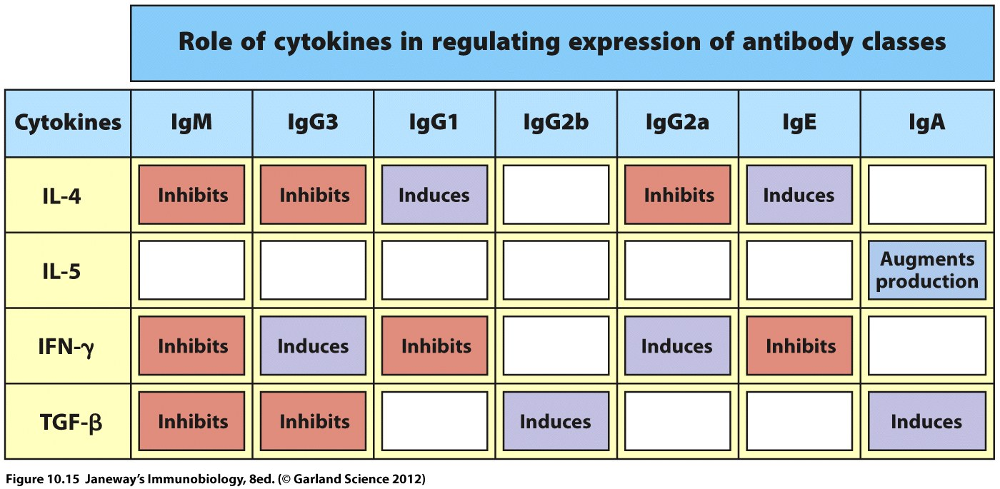 Role of cytokines in regulating expression of antibody classes
Cytokines IgM IgG3 IgG1 IgG2b IgG2a IgE IgA
IL-4 Inhibits Inhibits Induces Inhibits Induces
IL-5 Augments production
IFN-γ Inhibits Induces Inhibits Induces Inhibits
TGF-β Inhibits Inhibits Induces Induces
Figure 10.15 Janeway's Immunobiology, 8ed. (© Garland Science 2012)